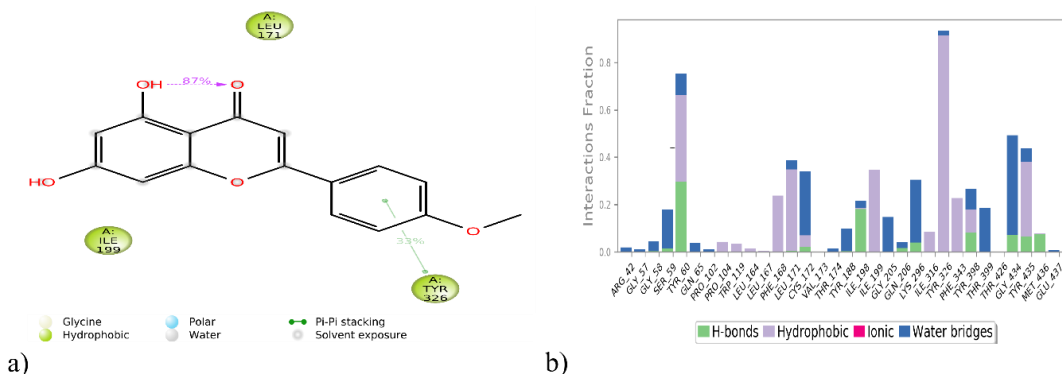 A:
LEU
171
OH
87%
O
HO
O
O
A:
ILE
199
33%
A:
TYR
326
Glycine
Hydrophobic
Polar
Water
Pi-Pi stacking
Solvent exposure
a)
Interactions Fraction
0.8
0.6
0.4
0.2
0.0
ARG_42
GLY_57
GLY_58
SER_59
TYR_60
GLN_65
PRO_102
PRO_104
TRP_119
LEU_164
LEU_167
PHE_168
LEU_171
CYS_172
VAL_173
THR_174
TYR_188
ILE_198
ILE_199
GLY_205
GLN_206
LYS_296
ILE_316
TYR_326
PHE_343
TYR_398
THR_399
THR_426
GLY_434
TYR_435
MET_436
GLU_437
H-bonds Hydrophobic Ionic Water bridges
b)